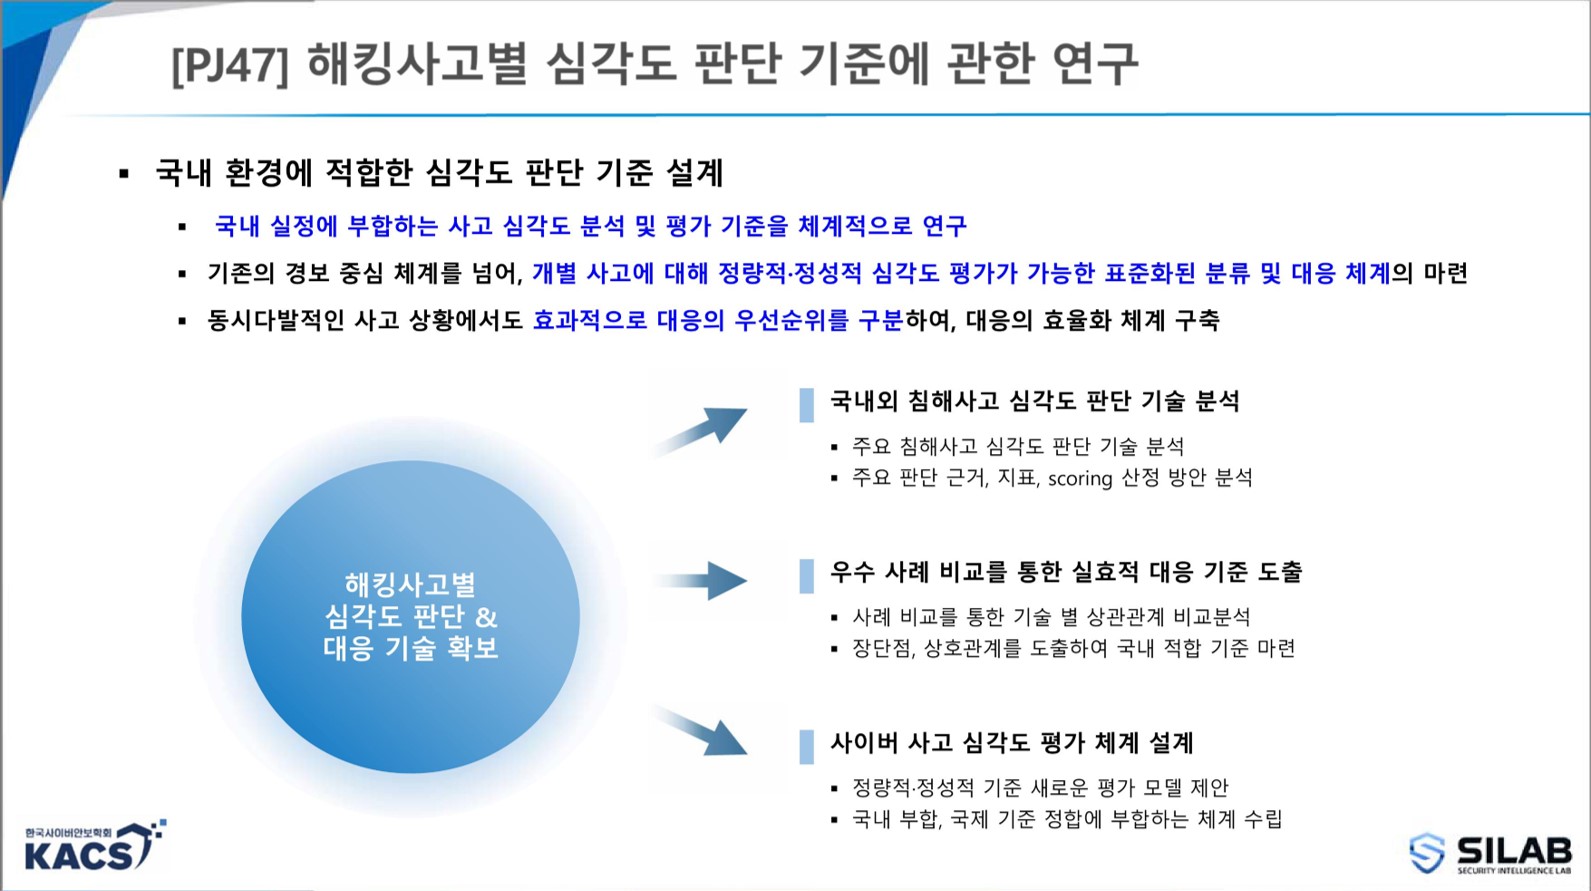 [PJ47] 해킹사고별 심각도 판단 기준에 관한 연구
▪ 국내 환경에 적합한 심각도 판단 기준 설계
▪ 국내 실정에 부합하는 사고 심각도 분석 및 평가 기준을 체계적으로 연구
▪ 기존의 경보 중심 체계를 넘어, 개별 사고에 대해 정량적·정성적 심각도 평가가 가능한 표준화된 분류 및 대응 체계의 마련
▪ 동시다발적인 사고 상황에서도 효과적으로 대응의 우선순위를 구분하여, 대응의 효율화 체계 구축
해킹사고별
심각도 판단 &
대응 기술 확보
국내외 침해사고 심각도 판단 기술 분석
▪ 주요 침해사고 심각도 판단 기술 분석
▪ 주요 판단 근거, 지표, scoring 산정 방안 분석
우수 사례 비교를 통한 실효적 대응 기준 도출
▪ 사례 비교를 통한 기술 별 상관관계 비교분석
▪ 장단점, 상호관계를 도출하여 국내 적합 기준 마련
사이버 사고 심각도 평가 체계 설계
▪ 정량적·정성적 기준 새로운 평가 모델 제안
▪ 국내 부합, 국제 기준 정합에 부합하는 체계 수립
한국사이버안보학회
KACS
SILAB
SECURITY INTELLIGENCE LAB